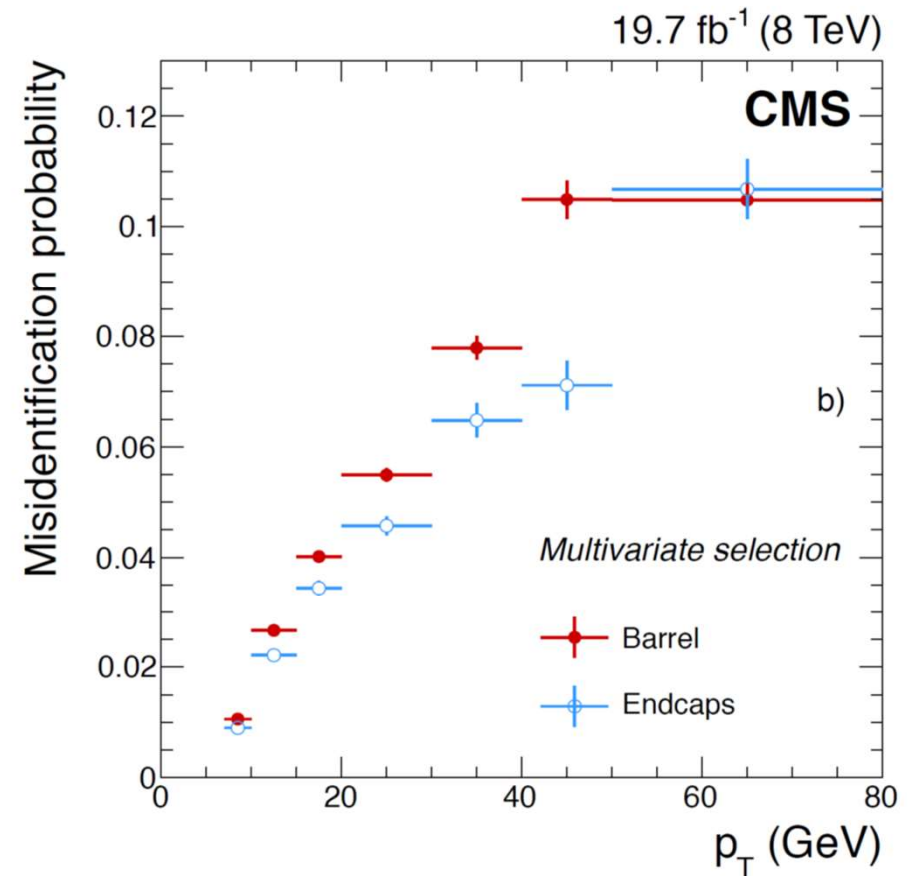 19.7 fb⁻¹ (8 TeV)
Misidentification probability
CMS
0.12
0.1
0.08
b)
0.06
Multivariate selection
0.04
Barrel
0.02
Endcaps
0
0 20 40 60 80
p_T (GeV)